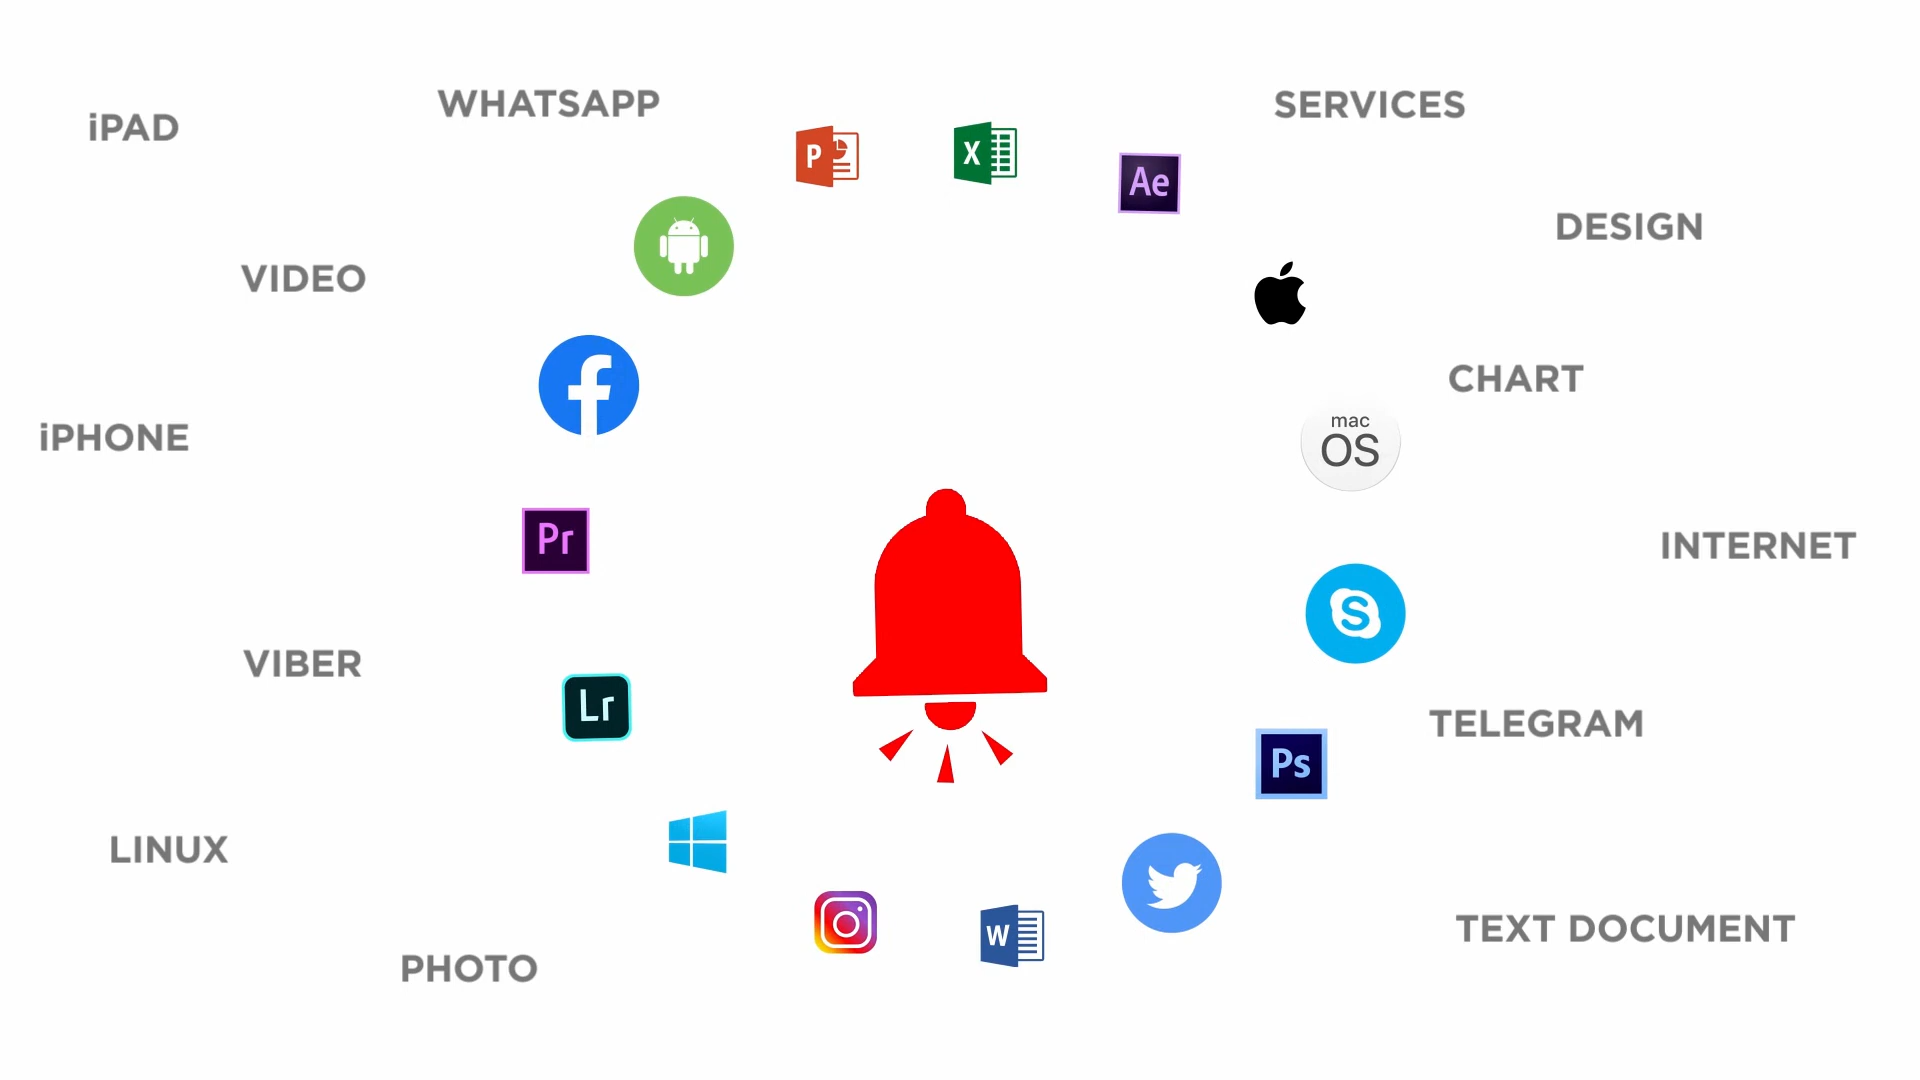 WHATSAPP
SERVICES
iPAD
P
X
Ae
DESIGN
VIDEO
CHART
mac
OS
iPHONE
Pr
INTERNET
S
VIBER
Lr
TELEGRAM
Ps
LINUX
W
TEXT DOCUMENT
PHOTO